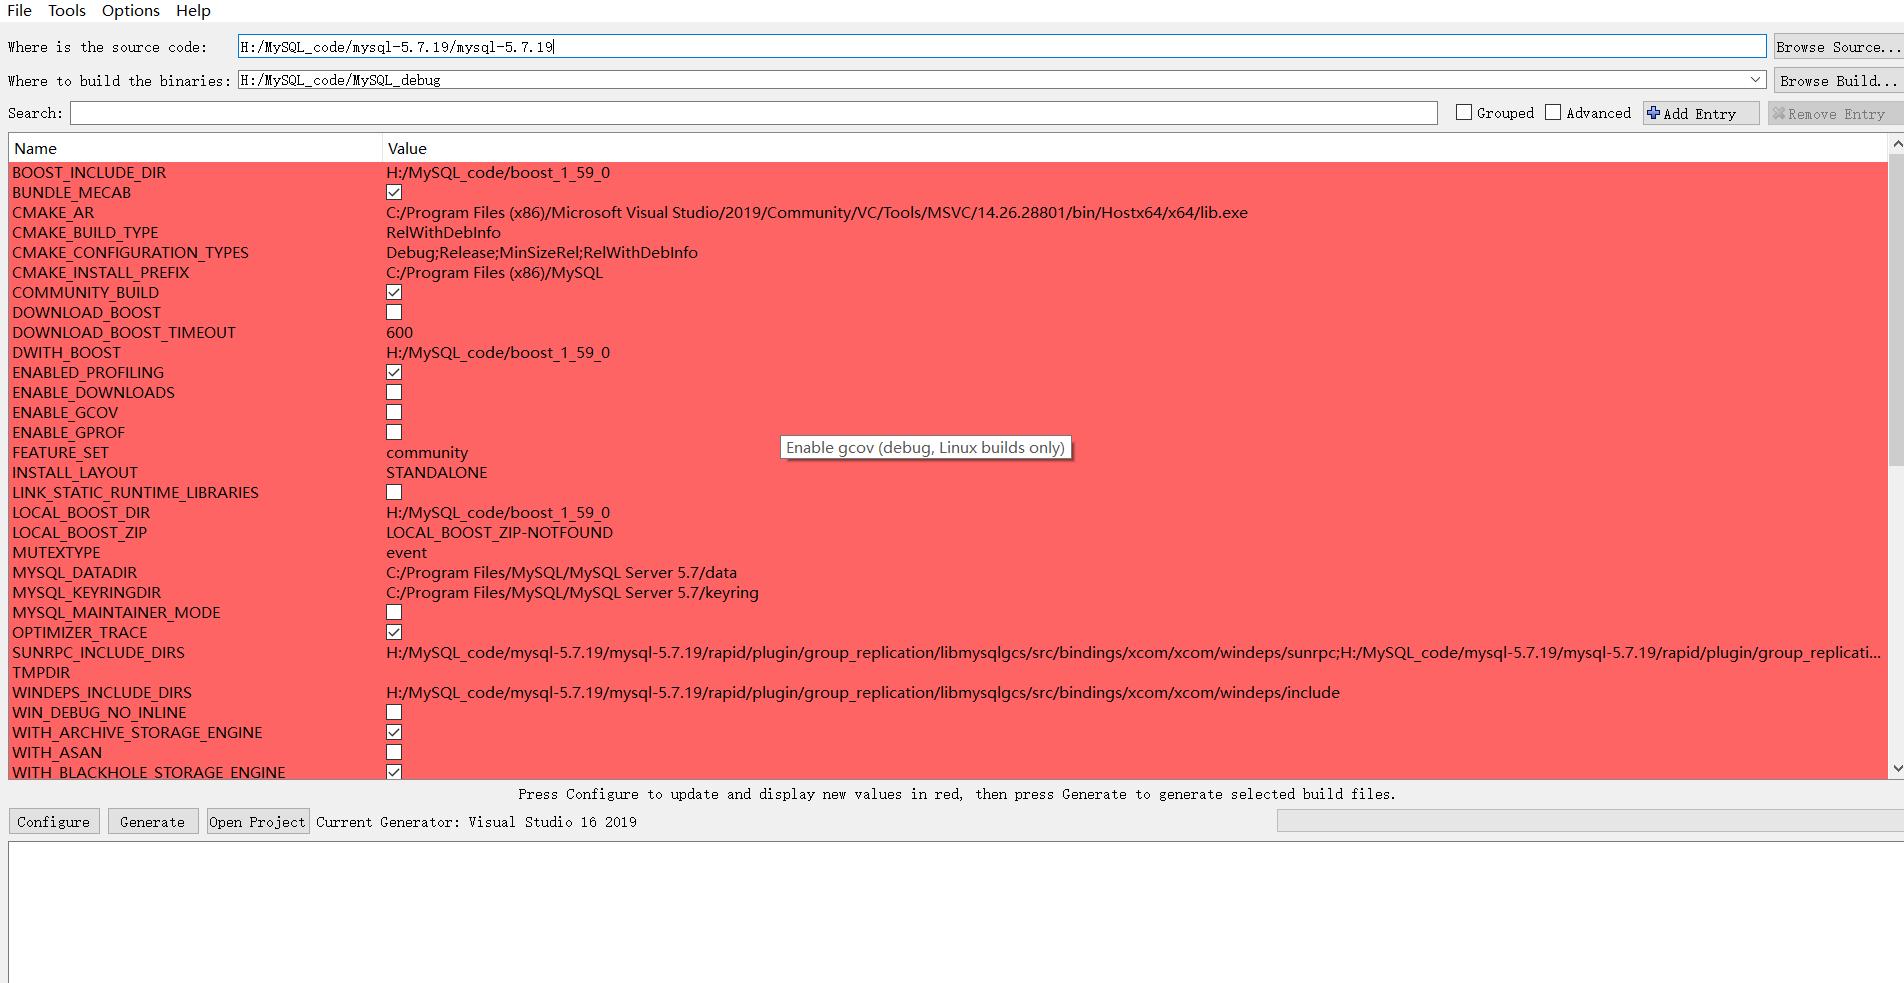 File Tools Options Help
Where is the source code: H:/MySQL_code/mysql-5.7.19/mysql-5.7.19 Browse Source...
Where to build the binaries: H:/MySQL_code/MySQL_debug Browse Build...
Search: Grouped Advanced Add Entry Remove Entry
Name Value
BOOST_INCLUDE_DIR H:/MySQL_code/boost_1_59_0
BUNDLE_MECAB
CMAKE_AR C:/Program Files (x86)/Microsoft Visual Studio/2019/Community/VC/Tools/MSVC/14.26.28801/bin/Hostx64/x64/lib.exe
CMAKE_BUILD_TYPE RelWithDebInfo
CMAKE_CONFIGURATION_TYPES Debug;Release;MinSizeRel;RelWithDebInfo
CMAKE_INSTALL_PREFIX C:/Program Files (x86)/MySQL
COMMUNITY_BUILD
DOWNLOAD_BOOST
DOWNLOAD_BOOST_TIMEOUT 600
DWITH_BOOST H:/MySQL_code/boost_1_59_0
ENABLED_PROFILING
ENABLE_DOWNLOADS
ENABLE_GCOV
ENABLE_GPROF
Enable gcov (debug, Linux builds only)
FEATURE_SET community
INSTALL_LAYOUT STANDALONE
LINK_STATIC_RUNTIME_LIBRARIES
LOCAL_BOOST_DIR H:/MySQL_code/boost_1_59_0
LOCAL_BOOST_ZIP LOCAL_BOOST_ZIP-NOTFOUND
MUTEXTYPE event
MYSQL_DATADIR C:/Program Files/MySQL/MySQL Server 5.7/data
MYSQL_KEYRINGDIR C:/Program Files/MySQL/MySQL Server 5.7/keyring
MYSQL_MAINTAINER_MODE
OPTIMIZER_TRACE
SUNRPC_INCLUDE_DIRS H:/MySQL_code/mysql-5.7.19/mysql-5.7.19/rapid/plugin/group_replication/libmysqlgcs/src/bindings/xcom/xcom/windeps/sunrpc;H:/MySQL_code/mysql-5.7.19/mysql-5.7.19/rapid/plugin/group_replicati...
TMPDIR
WINDEPS_INCLUDE_DIRS H:/MySQL_code/mysql-5.7.19/mysql-5.7.19/rapid/plugin/group_replication/libmysqlgcs/src/bindings/xcom/xcom/windeps/include
WIN_DEBUG_NO_INLINE
WITH_ARCHIVE_STORAGE_ENGINE
WITH_ASAN
WITH_BLACKHOLE_STORAGE_ENGINE
Press Configure to update and display new values in red, then press Generate to generate selected build files.
Configure Generate Open Project Current Generator: Visual Studio 16 2019